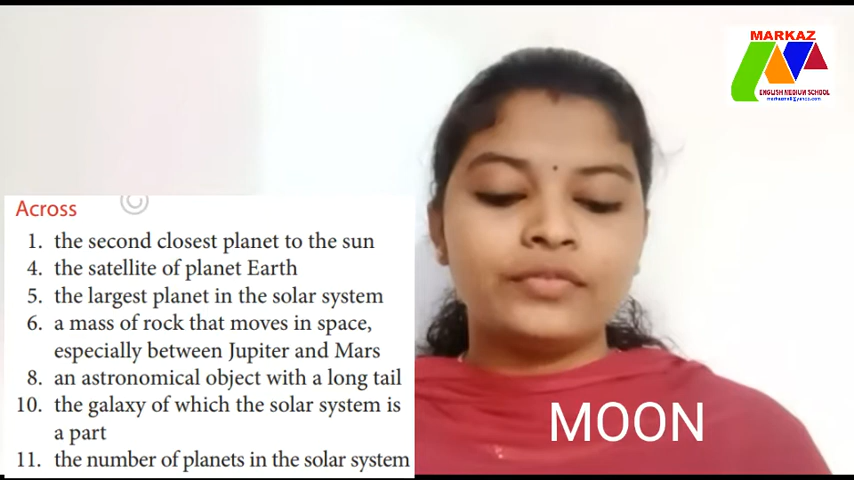 MARKAZ
ENGLISH MEDIUM SCHOOL
Across
1. the second closest planet to the sun
4. the satellite of planet Earth
5. the largest planet in the solar system
6. a mass of rock that moves in space,
especially between Jupiter and Mars
8. an astronomical object with a long tail
10. the galaxy of which the solar system is
a part
11. the number of planets in the solar system
MOON